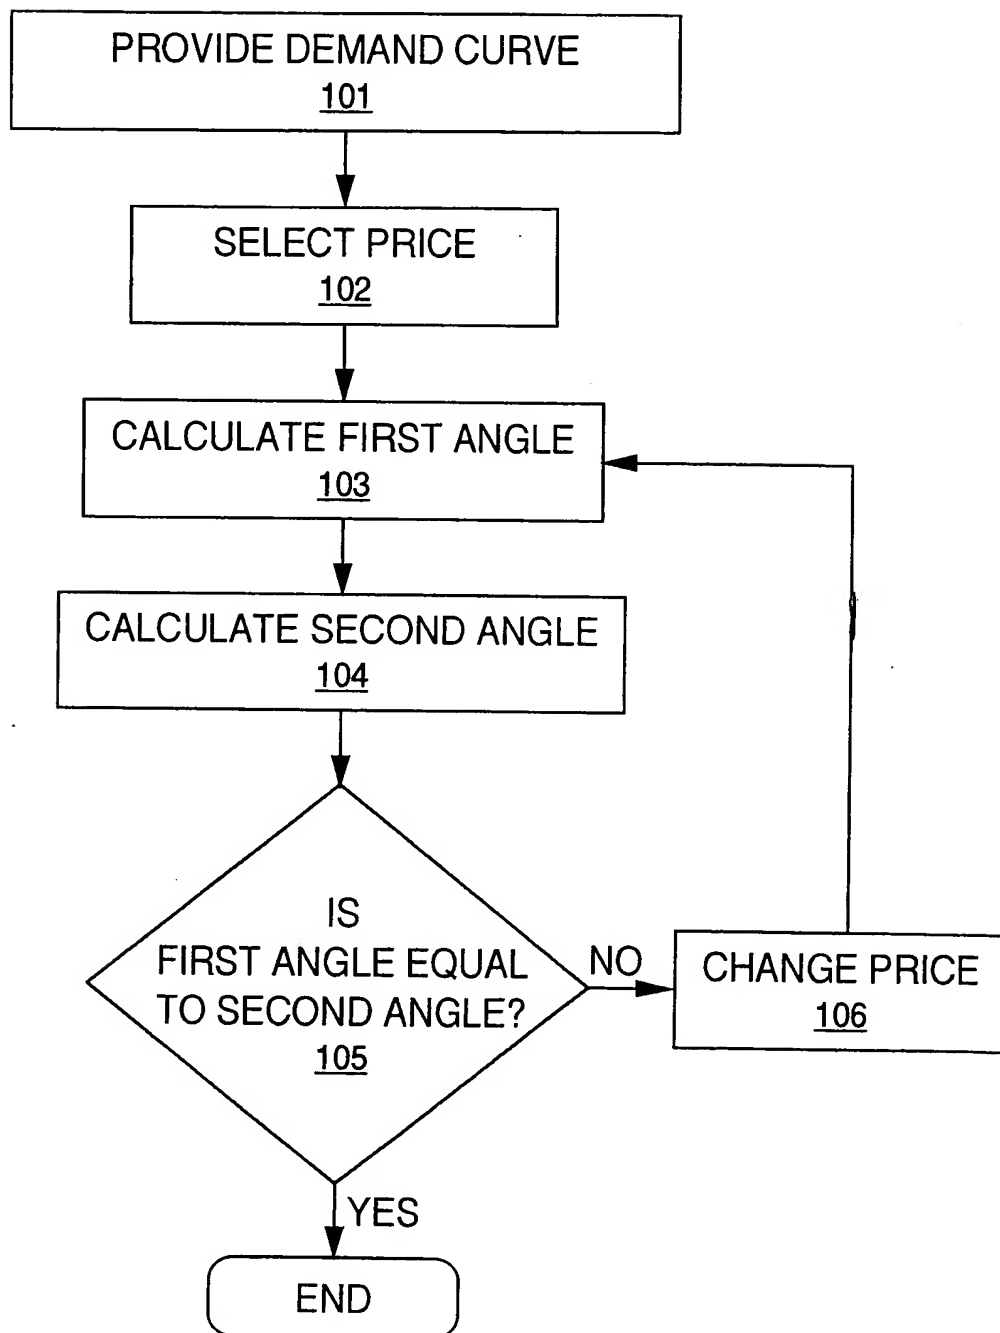 PROVIDE DEMAND CURVE
101
SELECT PRICE
102
CALCULATE FIRST ANGLE
103
CALCULATE SECOND ANGLE
104
IS
FIRST ANGLE EQUAL
TO SECOND ANGLE?
105
NO
CHANGE PRICE
106
YES
END